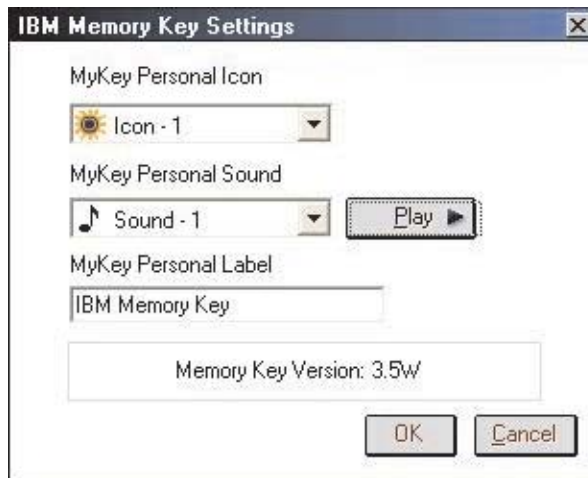 IBM Memory Key Settings
MyKey Personal Icon
Icon - 1
MyKey Personal Sound
Sound - 1 Play
MyKey Personal Label
IBM Memory Key
Memory Key Version: 3.5W
OK Cancel